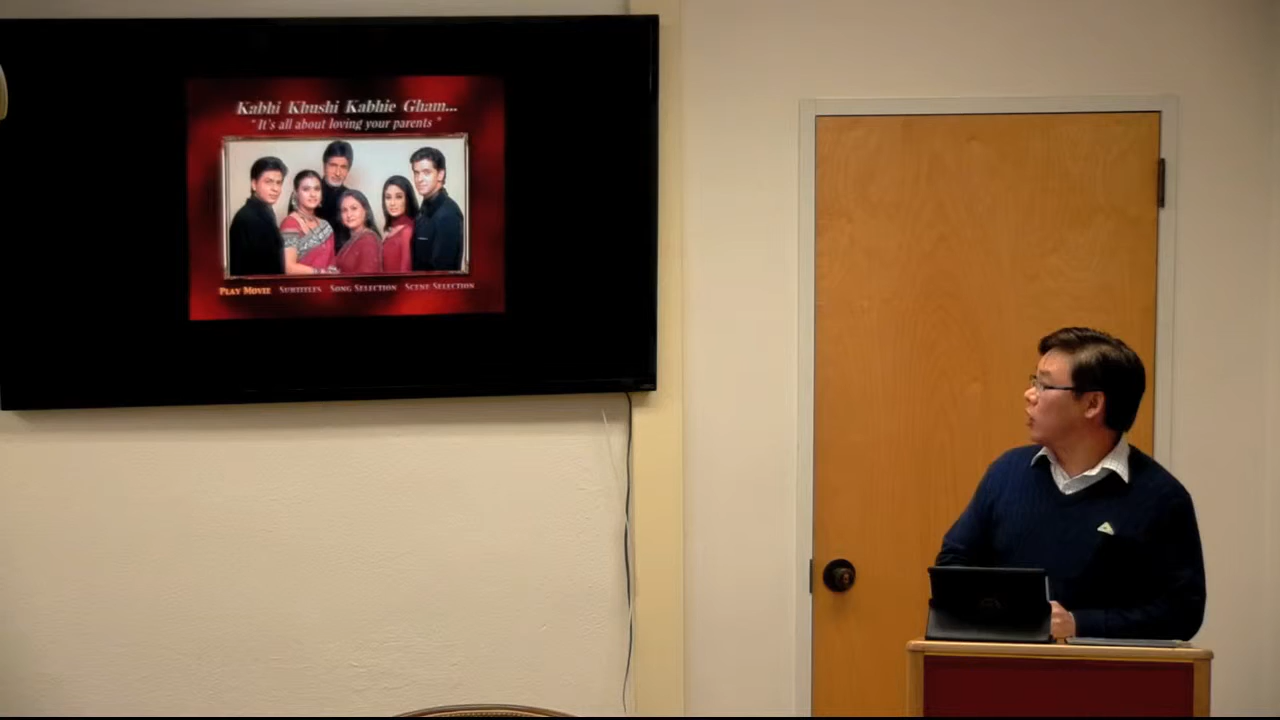 Kabhi Khushi Kabhie Gham...
"It's all about loving your parents "
PLAY MOVIE SUBTITLES SONG SELECTION SCENE SELECTION